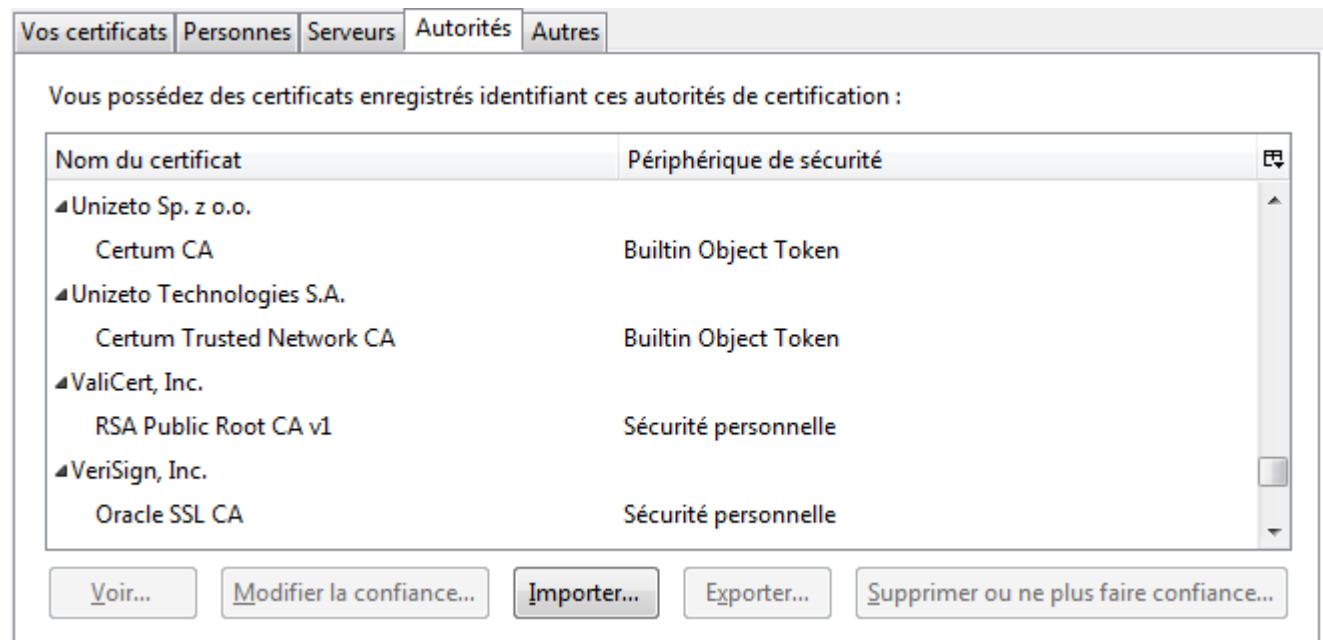 Vos certificats Personnes Serveurs Autorités Autres
Vous possédez des certificats enregistrés identifiant ces autorités de certification :
Nom du certificat Périphérique de sécurité
Unizeto Sp. z o.o.
Certum CA Builtin Object Token
Unizeto Technologies S.A.
Certum Trusted Network CA Builtin Object Token
ValiCert, Inc.
RSA Public Root CA v1 Sécurité personnelle
VeriSign, Inc.
Oracle SSL CA Sécurité personnelle
Voir... Modifier la confiance... Importer... Exporter... Supprimer ou ne plus faire confiance...